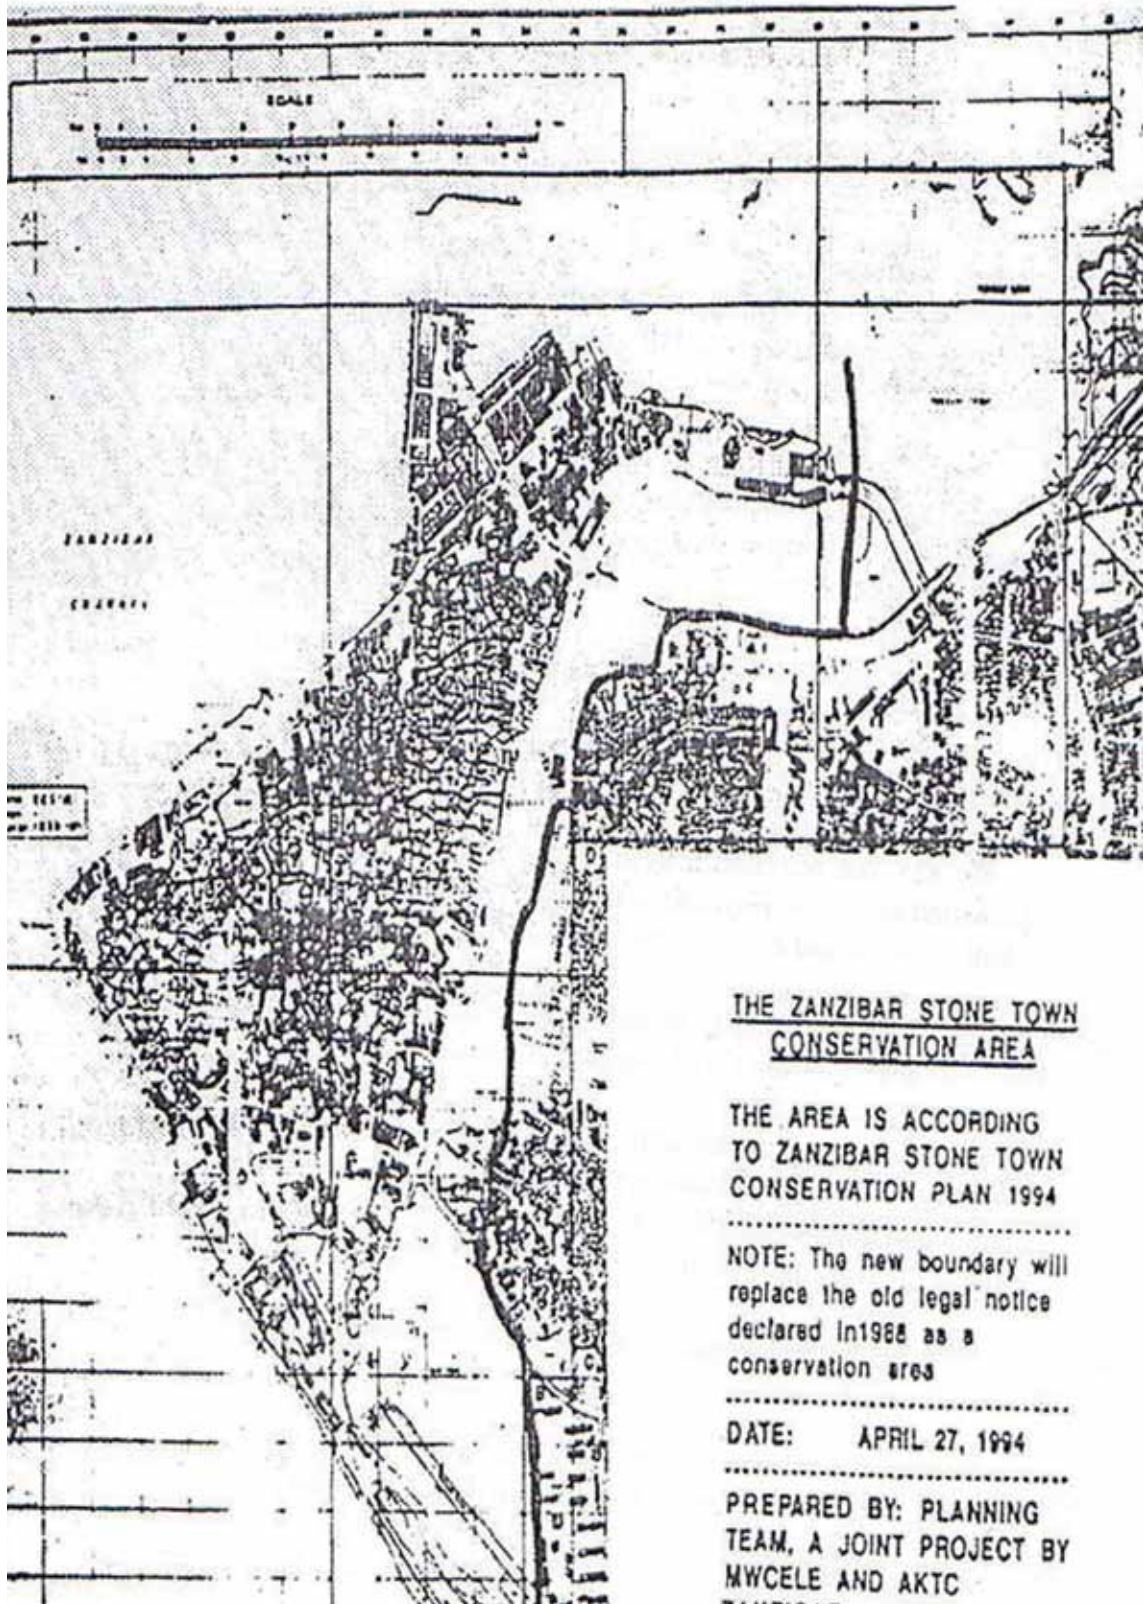 SCALE
ZANZIBAR
CHANNEL
THE ZANZIBAR STONE TOWN
CONSERVATION AREA
THE AREA IS ACCORDING
TO ZANZIBAR STONE TOWN
CONSERVATION PLAN 1994
NOTE: The new boundary will
replace the old legal notice
declared in1988 as a
conservation area
DATE: APRIL 27, 1994
PREPARED BY: PLANNING
TEAM, A JOINT PROJECT BY
MWCELE AND AKTC